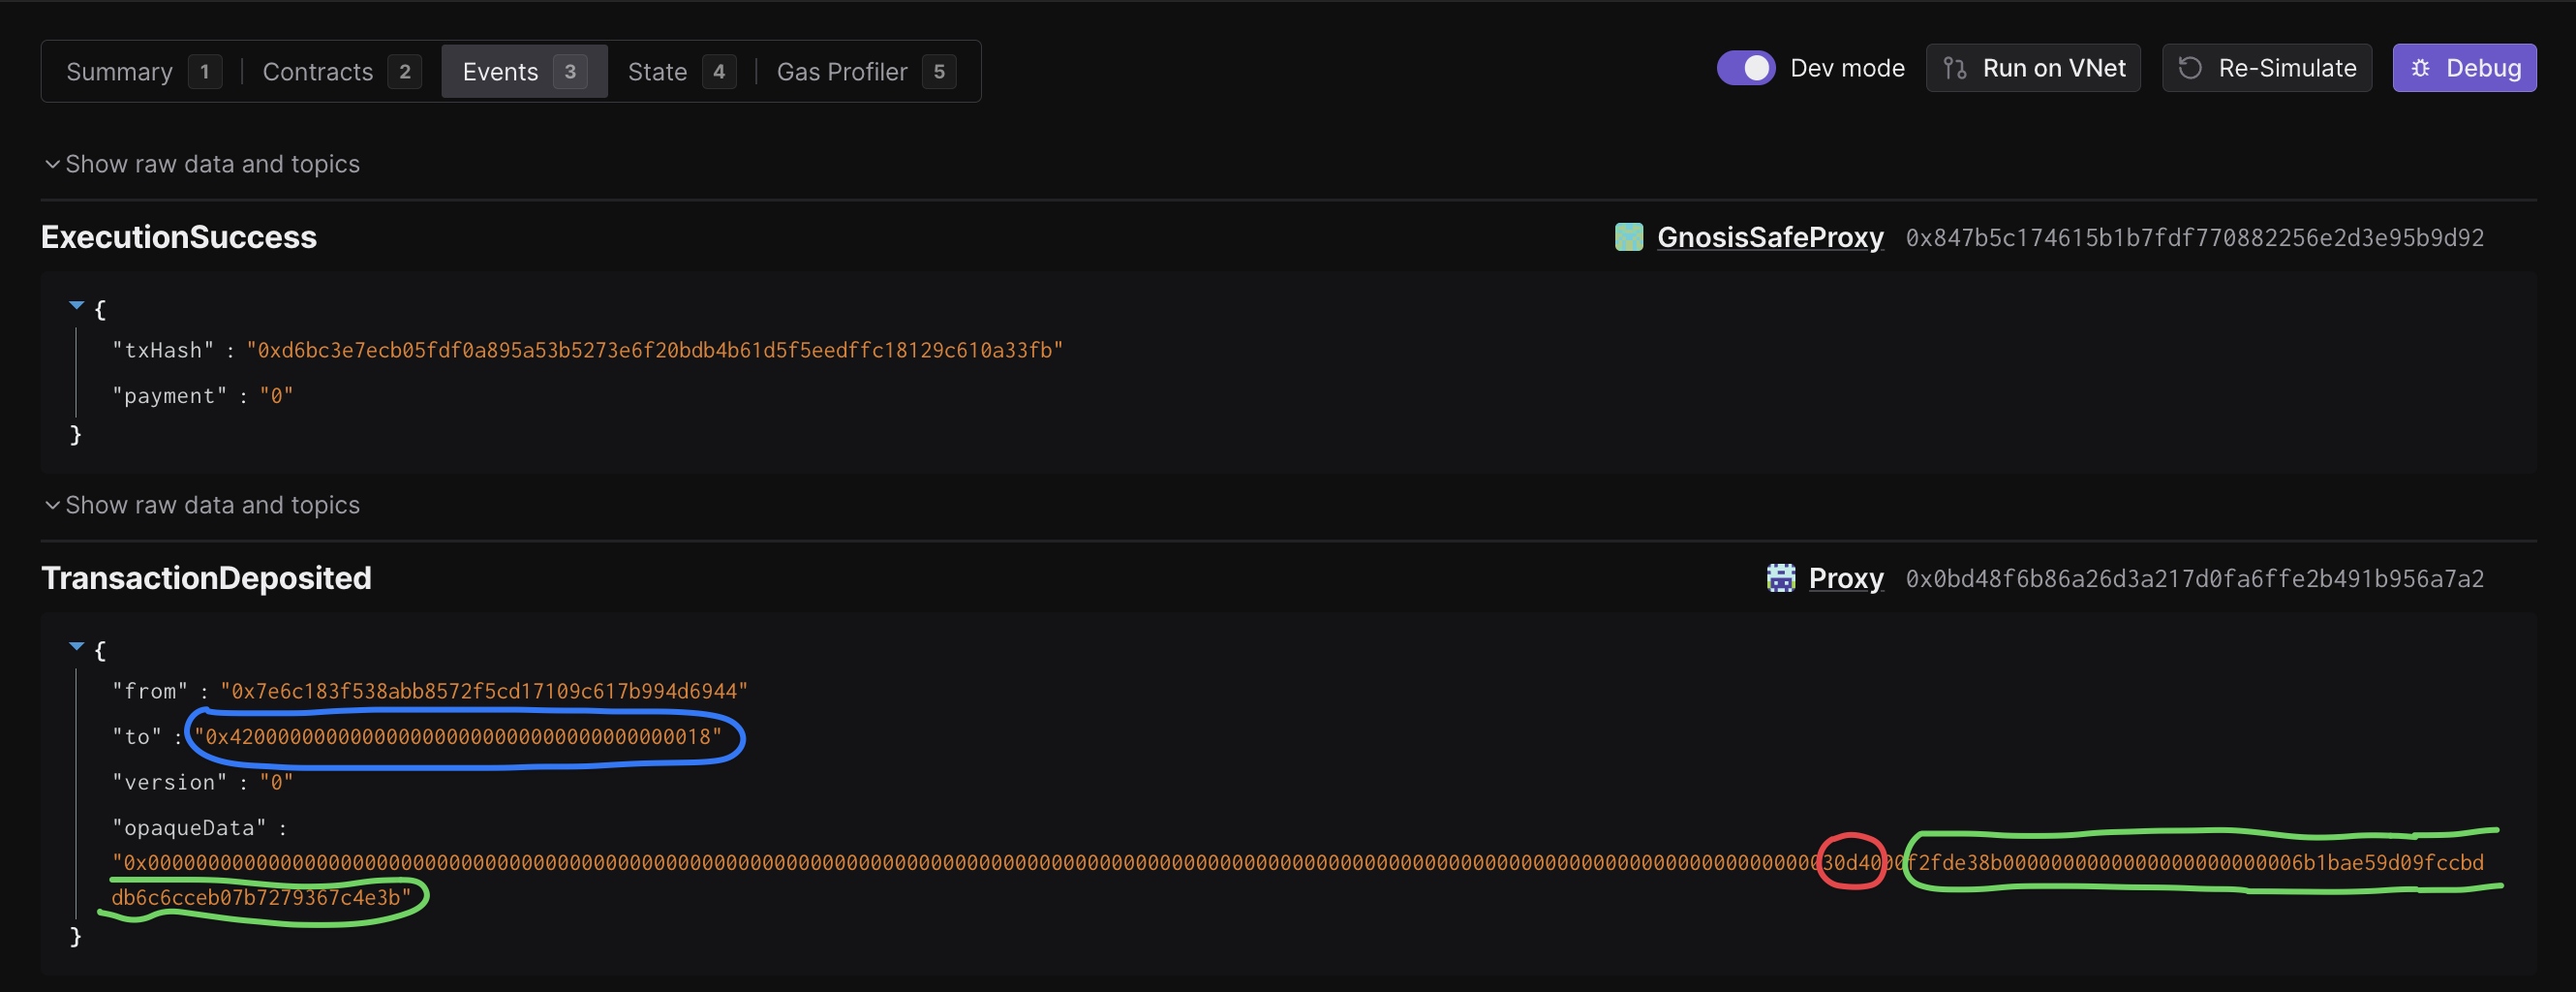 Summary 1 Contracts 2 Events 3 State 4 Gas Profiler 5 Dev mode Run on VNet Re-Simulate Debug
Show raw data and topics
ExecutionSuccess GnosisSafeProxy 0x847b5c174615b1b7fdf770882256e2d3e95b9d92
{
"txHash" : "0xd6bc3e7ecb05fdf0a895a53b5273e6f20bdb4b61d5f5eedffc18129c610a33fb"
"payment" : "0"
}
Show raw data and topics
TransactionDeposited Proxy 0x0bd48f6b86a26d3a217d0fa6ffe2b491b956a7a2
{
"from" : "0x7e6c183f538abb8572f5cd17109c617b994d6944"
"to" : "0x4200000000000000000000000000000000000018"
"version" : "0"
"opaqueData" :
"0x0000000000000000000000000000000000000000000000000000000000000000000000000000000000000000000000000000000000000000000000000000000000000000000000030d4000f2fde38b0000000000000000000000006b1bae59d09fccbd
db6c6cceb07b7279367c4e3b"
}